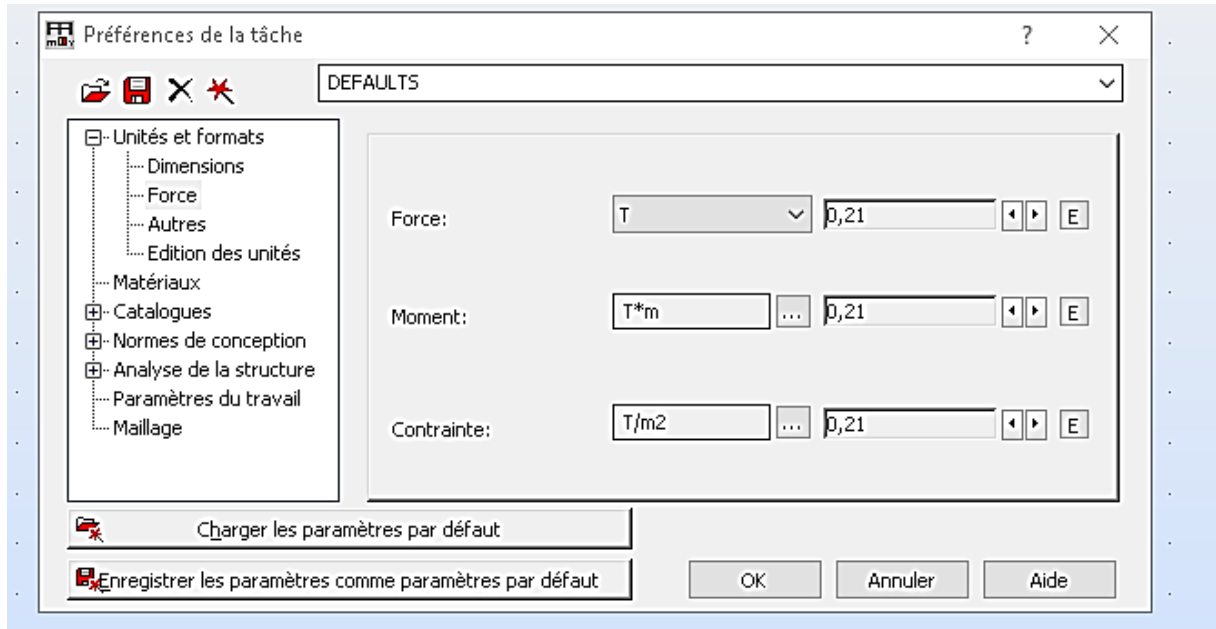 Préférences de la tâche
?
DEFAULTS
Unités et formats
Dimensions
Force
Autres
Edition des unités
Matériaux
Catalogues
Normes de conception
Analyse de la structure
Paramètres du travail
Maillage
Force: T 0,21 E
Moment: T*m ... 0,21 E
Contrainte: T/m2 ... 0,21 E
Charger les paramètres par défaut
Enregistrer les paramètres comme paramètres par défaut
OK Annuler Aide